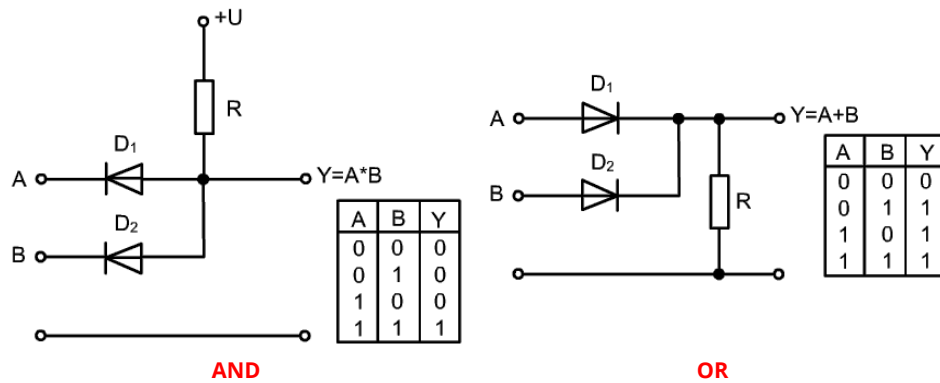 +U
R
D₁
A
Y=A*B
D₂
B
A B Y
0 0 0
0 1 0
1 0 0
1 1 1
AND
D₁
A
Y=A+B
D₂
B
R
A B Y
0 0 0
0 1 1
1 0 1
1 1 1
OR